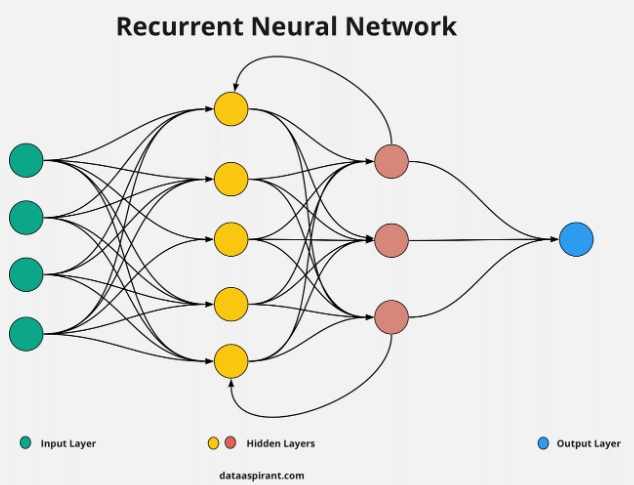 Recurrent Neural Network
Input Layer
Hidden Layers
Output Layer
dataaspirant.com